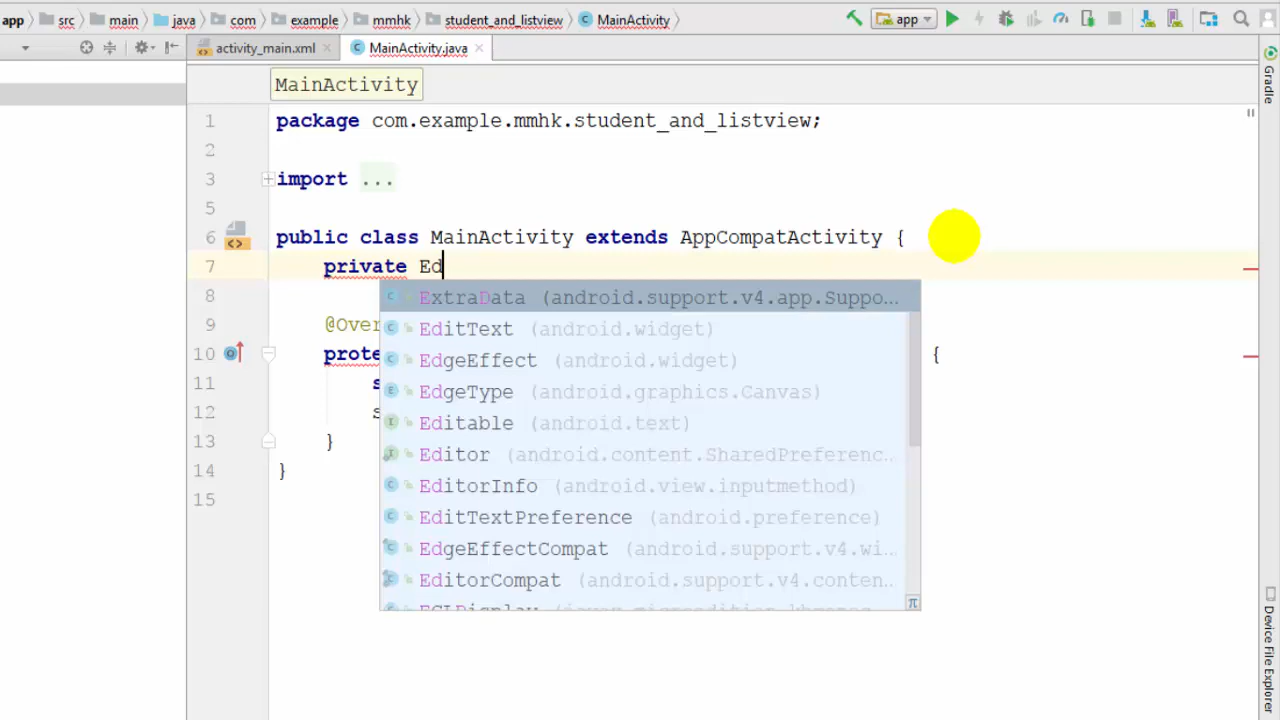 app src main java com example mmhk student_and_listview MainActivity app
activity_main.xml MainActivity.java
MainActivity
1 package com.example.mmhk.student_and_listview;
2
3 import ...
5
6 public class MainActivity extends AppCompatActivity {
7 private Ed
8 ExtraData (android.support.v4.app.Suppo...
9 @Over
EditText (android.widget)
10 prote {
EdgeEffect (android.widget)
11 s
EdgeType (android.graphics.Canvas)
12 s
Editable (android.text)
13 }
Editor (android.content.SharedPreferenc...
14 }
EditorInfo (android.view.inputmethod)
15
EditTextPreference (android.preference)
EdgeEffectCompat (android.support.v4.wi...
EditorCompat (android.support.v4.conten...
π
Gradle
Device File Explorer